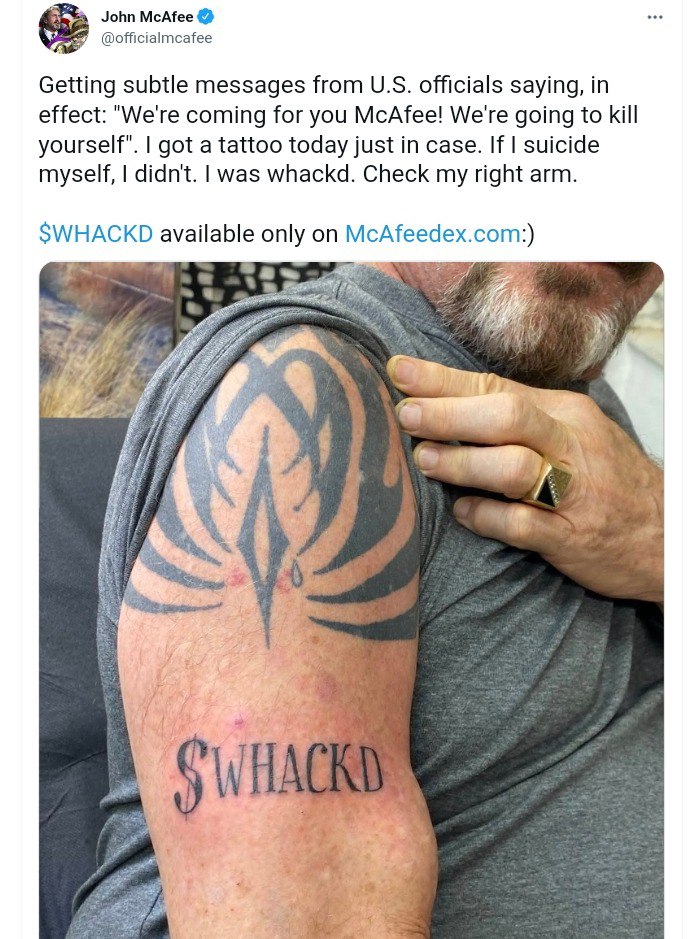 John McAfee
@officialmcafee
Getting subtle messages from U.S. officials saying, in
effect: "We're coming for you McAfee! We're going to kill
yourself". I got a tattoo today just in case. If I suicide
myself, I didn't. I was whackd. Check my right arm.
$WHACKD available only on McAfeedex.com:)
$WHACKD